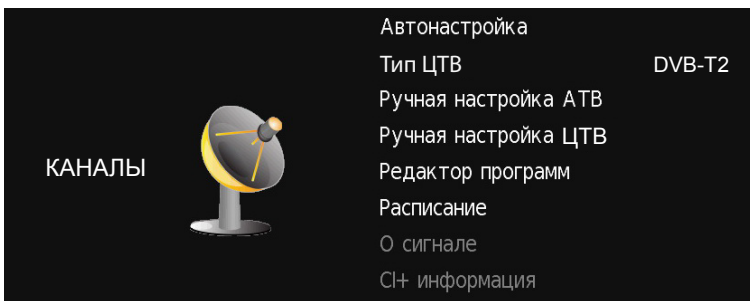 Автонастройка
Тип ЦТВ DVB-T2
Ручная настройка АТВ
Ручная настройка ЦТВ
КАНАЛЫ
Редактор программ
Расписание
О сигнале
CI+ информация